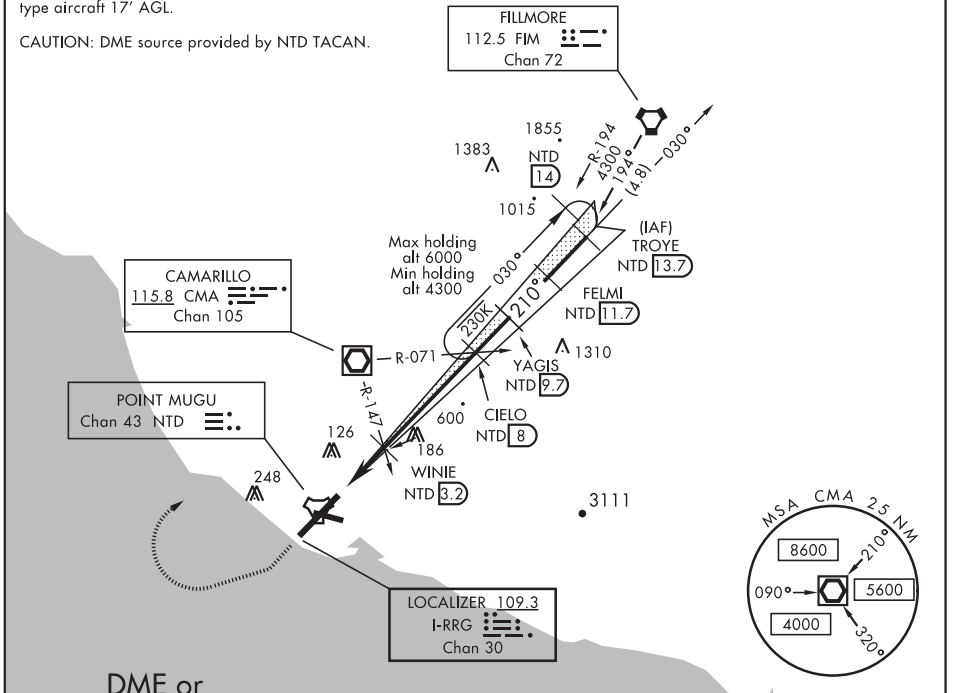 type aircraft 17' AGL.
CAUTION: DME source provided by NTD TACAN.
FILLMORE
112.5 FIM
Chan 72
1855
1383
NTD
14
1015
R-194
4300
194°
(4.8)
030°
(IAF)
TROYE
NTD 13.7
Max holding
alt 6000
Min holding
alt 4300
030°
210°
230K
FELMI
NTD 11.7
CAMARILLO
115.8 CMA
Chan 105
R-071
1310
YAGIS
NTD 9.7
R-147
POINT MUGU
Chan 43 NTD
600
CIELO
NTD 8
126
186
WINIE
NTD 3.2
248
3111
MSA CMA 25 NM
8600
210°
090°
5600
4000
320°
LOCALIZER 109.3
I-RRG
Chan 30
DME or